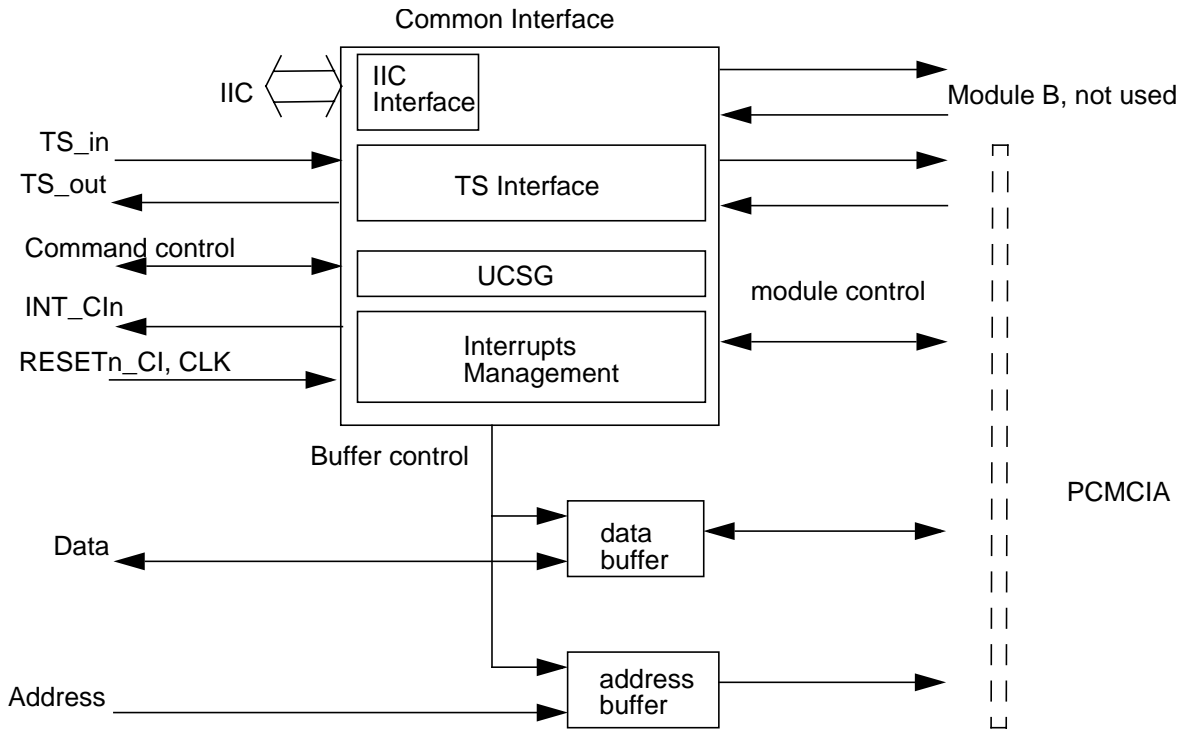 Common Interface
IIC
IIC
Interface
Module B, not used
TS_in
TS_out
TS Interface
Command control
UCSG
INT_CIn
module control
RESETn_CI, CLK
Interrupts
Management
Buffer control
PCMCIA
Data
data
buffer
Address
address
buffer